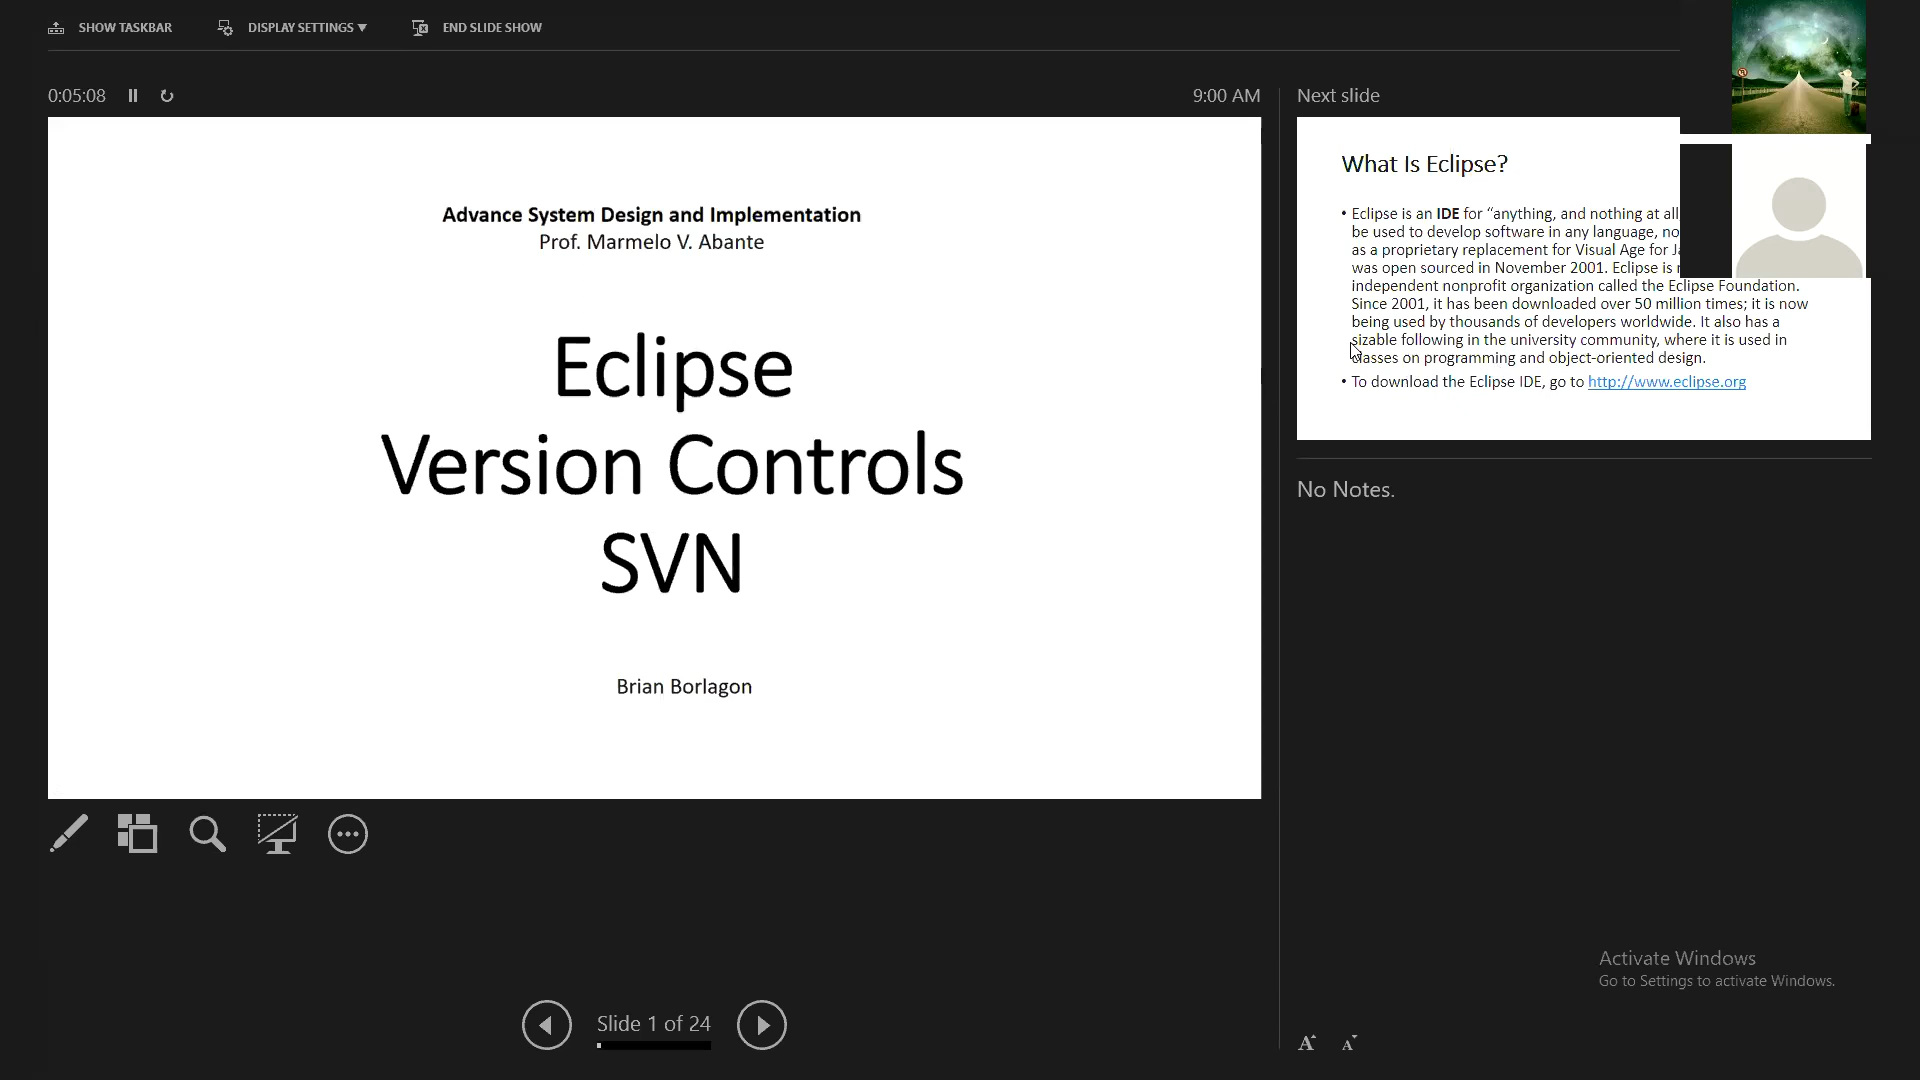 SHOW TASKBAR
DISPLAY SETTINGS ▼
END SLIDE SHOW
0:05:08
9:00 AM
Advance System Design and Implementation
Prof. Marmelo V. Abante
Eclipse
Version Controls
SVN
Brian Borlagon
Slide 1 of 24
Next slide
What Is Eclipse?
• Eclipse is an IDE for “anything, and nothing at all
be used to develop software in any language, no
as a proprietary replacement for Visual Age for
was open sourced in November 2001. Eclipse is
independent nonprofit organization called the Eclipse Foundation.
Since 2001, it has been downloaded over 50 million times; it is now
being used by thousands of developers worldwide. It also has a
sizable following in the university community, where it is used in
classes on programming and object-oriented design.
• To download the Eclipse IDE, go to http://www.eclipse.org
No Notes.
Activate Windows
Go to Settings to activate Windows.
A A